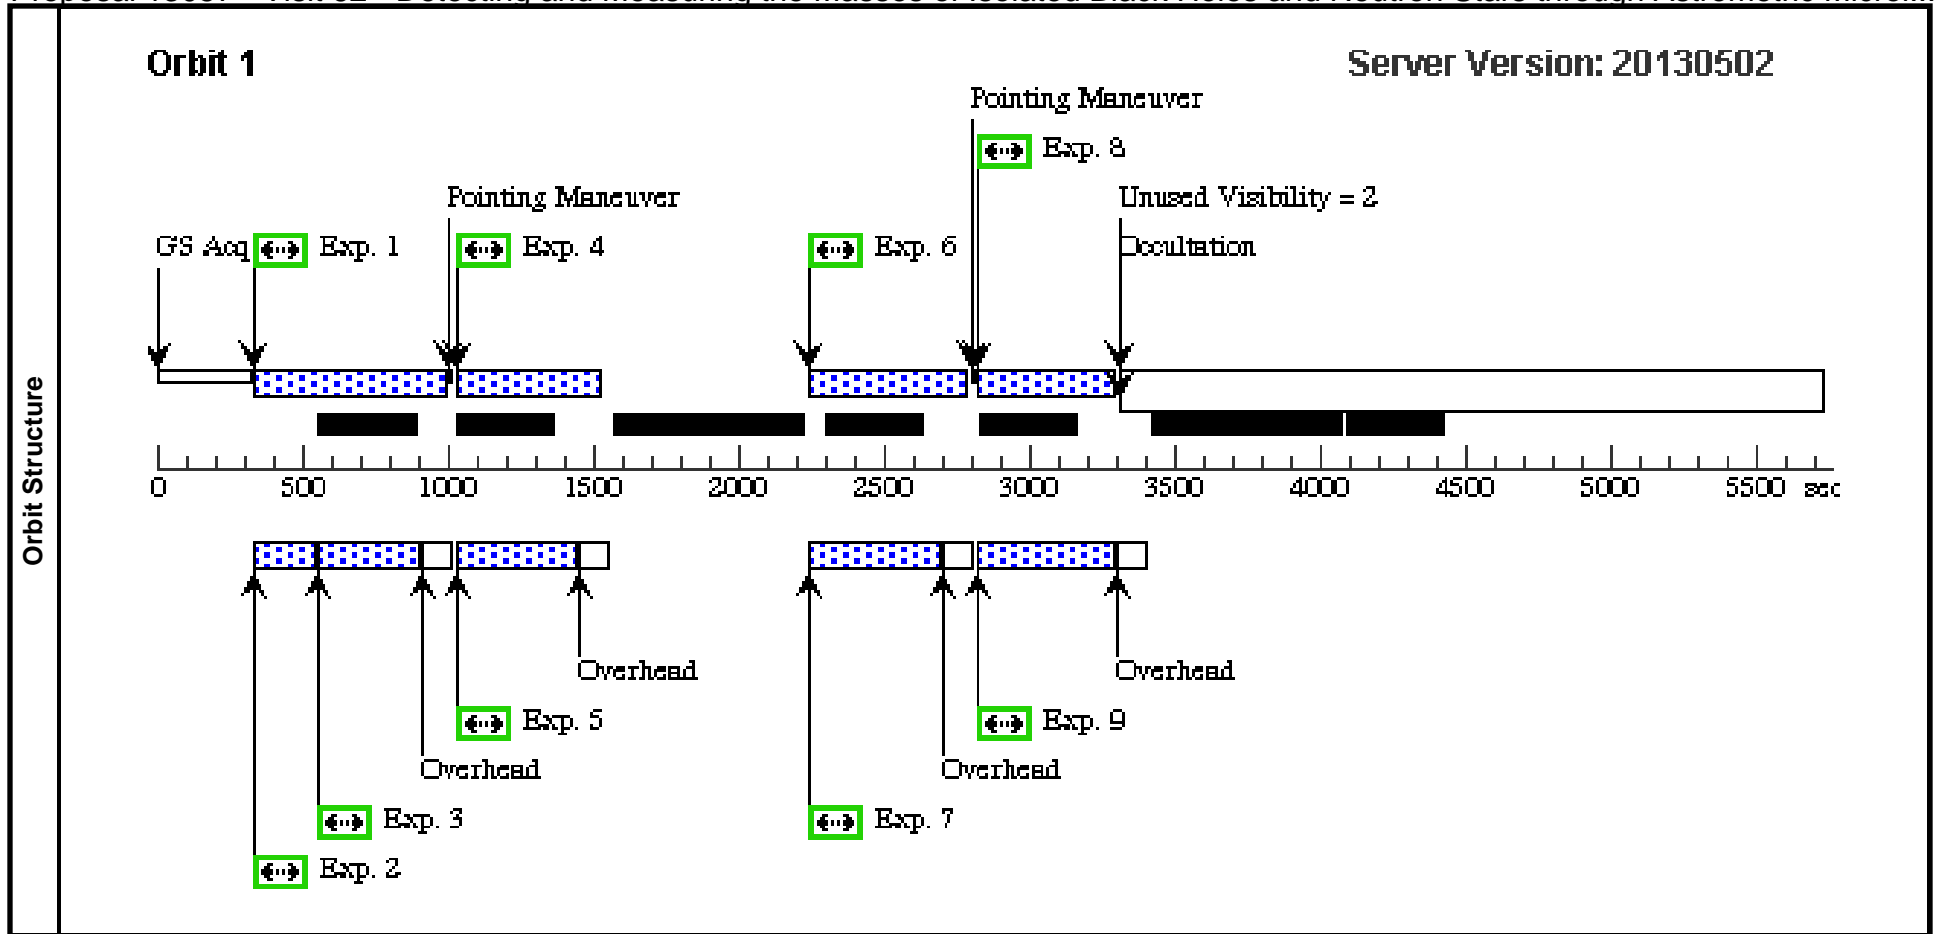 Orbit 1
Server Version: 20130502
Pointing Maneuver
Exp. 8
Pointing Maneuver
Unused Visibility = 2
GS Acq
Exp. 1
Exp. 4
Exp. 6
Occultation
Orbit Structure
0 500 1000 1500 2000 2500 3000 3500 4000 4500 5000 5500 sec
Overhead
Overhead
Exp. 5
Exp. 9
Overhead
Overhead
Exp. 3
Exp. 7
Exp. 2